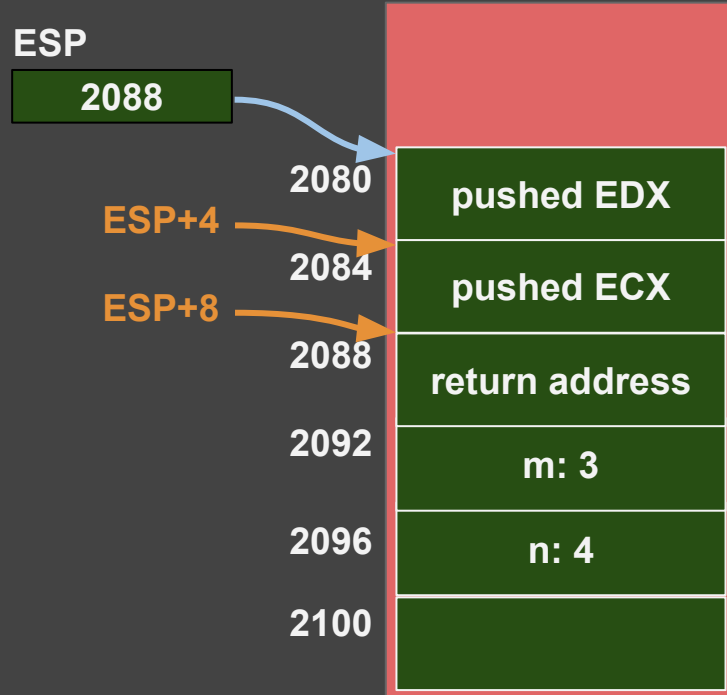 ESP
2088
2080
pushed EDX
ESP+4
2084
pushed ECX
ESP+8
2088
return address
2092
m: 3
2096
n: 4
2100